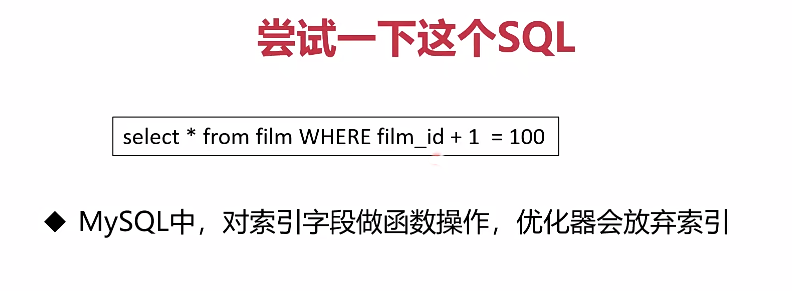 尝试一下这个SQL
select * from film WHERE film_id + 1 = 100
◆ MySQL中，对索引字段做函数操作，优化器会放弃索引